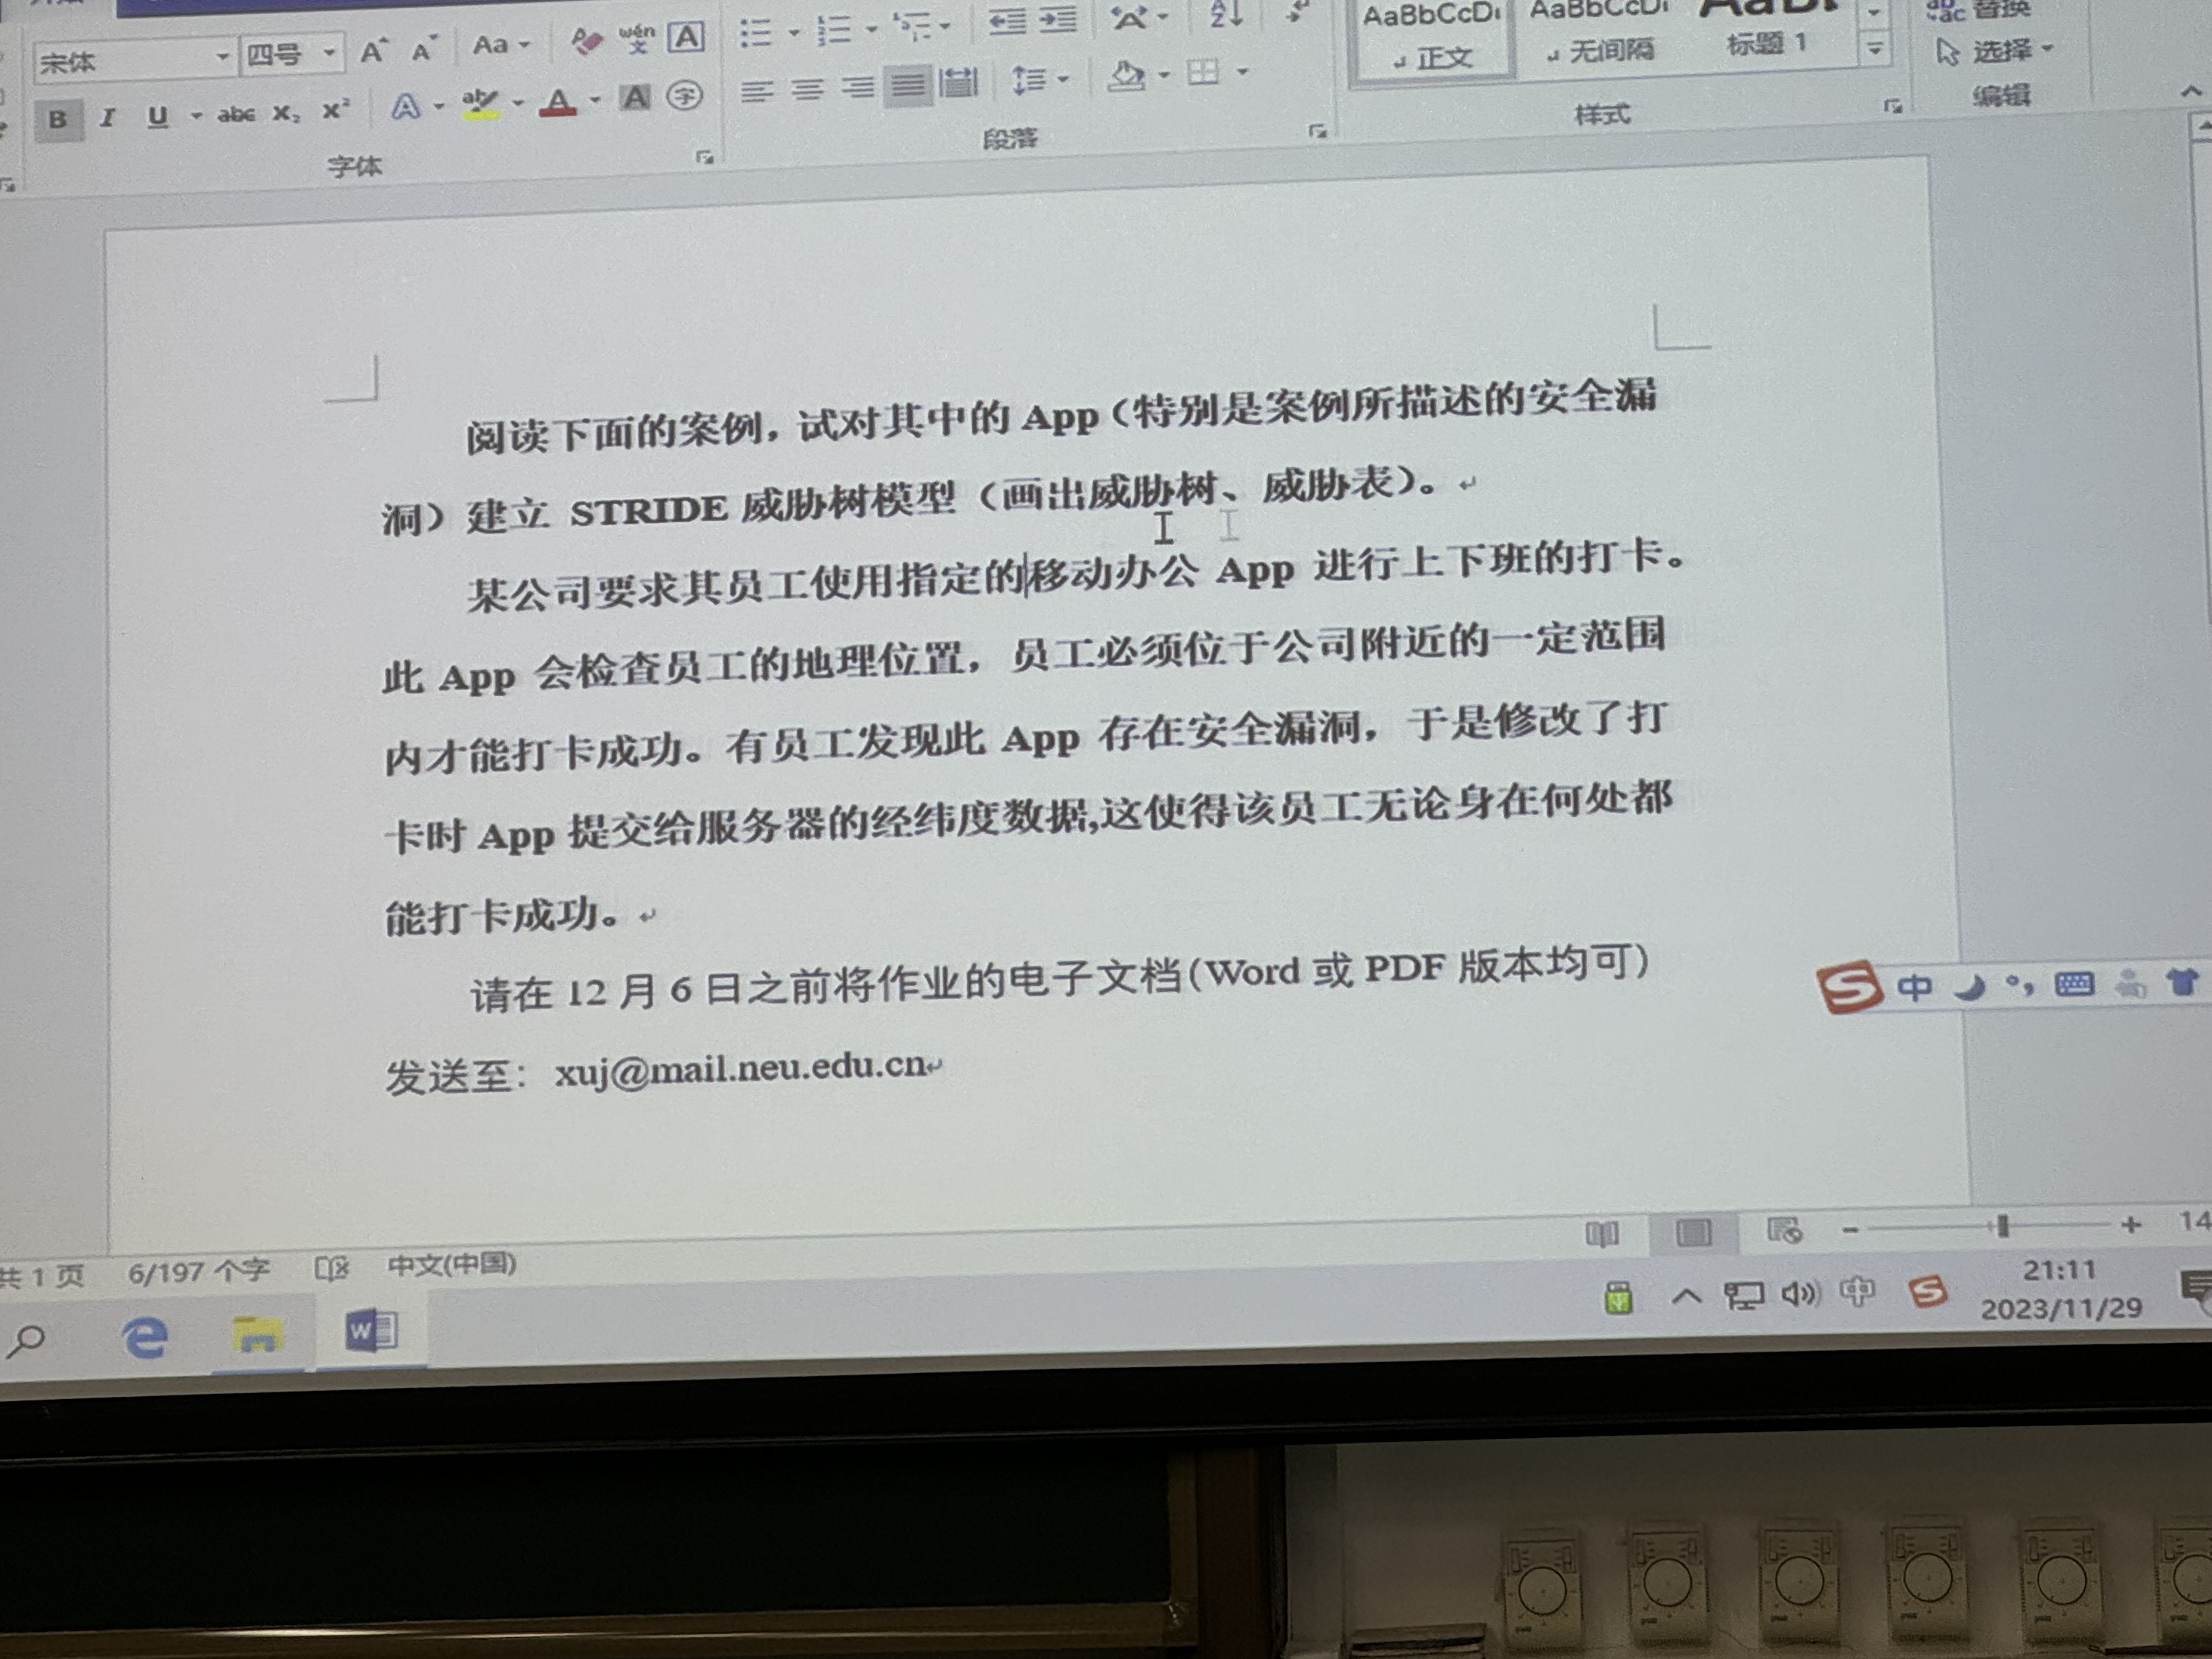 宋体 四号 A A Aa wén 文 A
AaBbCcDı AaBbCcDı AaBı
正文 无间隔 标题 1
替换
选择
编辑
B I U abc X₂ X² A aby A A 字
字体
段落
样式
阅读下面的案例，试对其中的 App（特别是案例所描述的安全漏
洞）建立 STRIDE 威胁树模型（画出威胁树、威胁表）。
某公司要求其员工使用指定的移动办公 App 进行上下班的打卡。
此 App 会检查员工的地理位置，员工必须位于公司附近的一定范围
内才能打卡成功。有员工发现此 App 存在安全漏洞，于是修改了打
卡时 App 提交给服务器的经纬度数据,这使得该员工无论身在何处都
能打卡成功。
请在 12 月 6 日之前将作业的电子文档(Word 或 PDF 版本均可)
发送至：xuj@mail.neu.edu.cn
S 中
共 1 页 6/197 个字 中文(中国)
14
21:11
2023/11/29